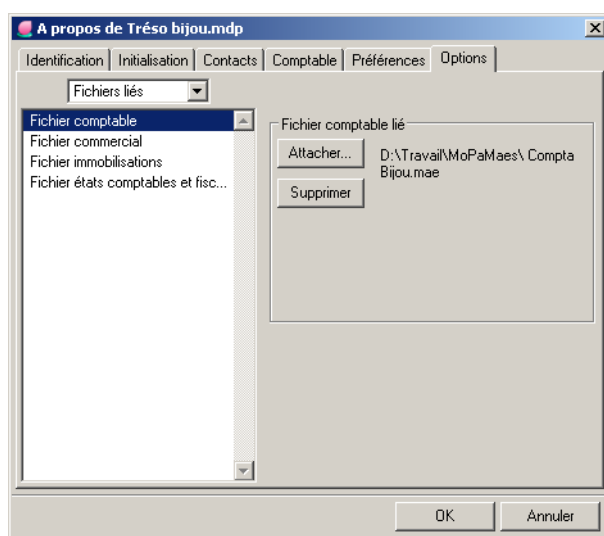 A propos de Tréso bijou.mdp
Identification Initialisation Contacts Comptable Préférences Options
Fichiers liés
Fichier comptable
Fichier commercial
Fichier immobilisations
Fichier états comptables et fisc...
Fichier comptable lié
Attacher... D:\Travail\MoPaMaes\ Compta
Bijou.mae
Supprimer
OK Annuler